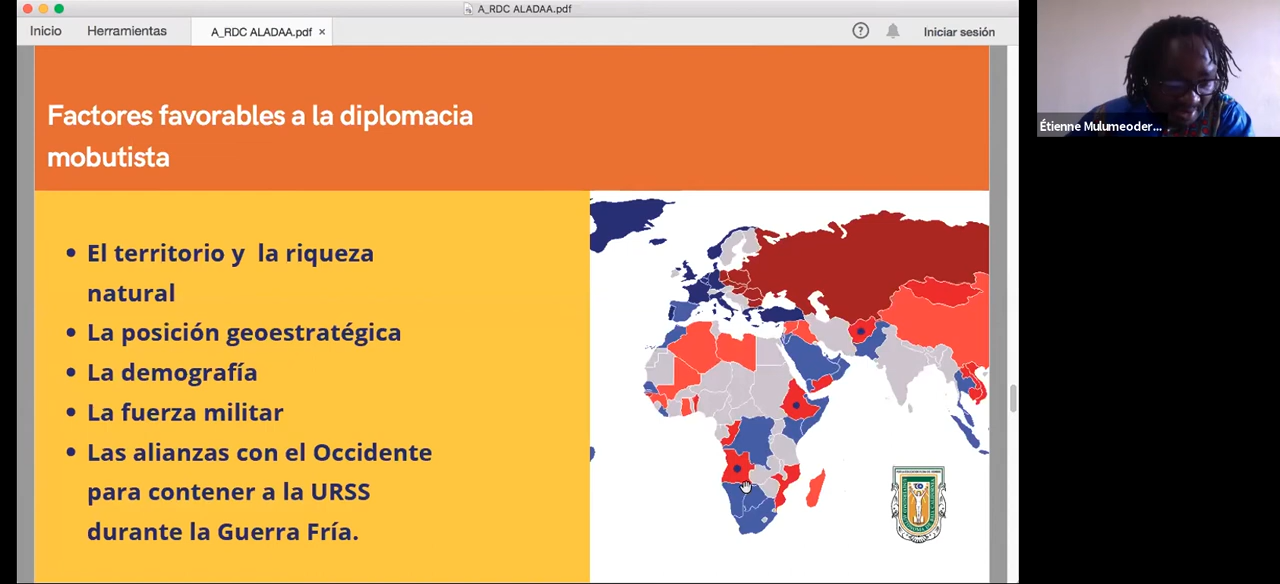 A_RDC ALADAA.pdf
Inicio
Herramientas
A_RDC ALADAA.pdf ×
?
Iniciar sesión
Étienne Mulumeoder...
Factores favorables a la diplomacia
mobutista
• El territorio y la riqueza
natural
• La posición geoestratégica
• La demografía
• La fuerza militar
• Las alianzas con el Occidente
para contener a la URSS
durante la Guerra Fría.